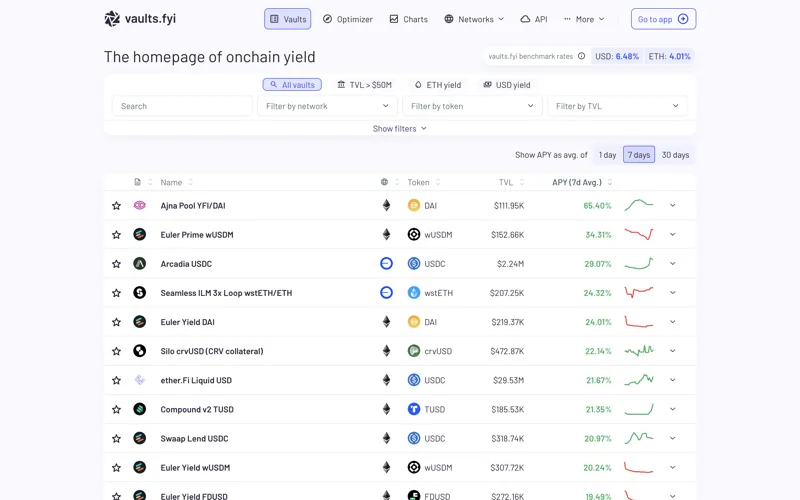 vaults.fyi Vaults Optimizer Charts Networks API More Go to app
The homepage of onchain yield
vaults.fyi benchmark rates USD: 6.48% ETH: 4.01%
All vaults TVL > $50M ETH yield USD yield
Search Filter by network Filter by token Filter by TVL
Show filters
Show APY as avg. of 1 day 7 days 30 days
Name Token TVL APY (7d Avg.)
Ajna Pool YFI/DAI DAI $111.95K 65.40%
Euler Prime wUSDM wUSDM $152.66K 34.31%
Arcadia USDC USDC $2.24M 29.07%
Seamless ILM 3x Loop wstETH/ETH wstETH $207.25K 24.32%
Euler Yield DAI DAI $219.37K 24.01%
Silo crvUSD (CRV collateral) crvUSD $472.87K 22.14%
ether.Fi Liquid USD USDC $29.53M 21.67%
Compound v2 TUSD TUSD $185.53K 21.35%
Swaap Lend USDC USDC $318.74K 20.97%
Euler Yield wUSDM wUSDM $307.72K 20.24%
Euler Yield FDUSD FDUSD $272.16K 19.49%